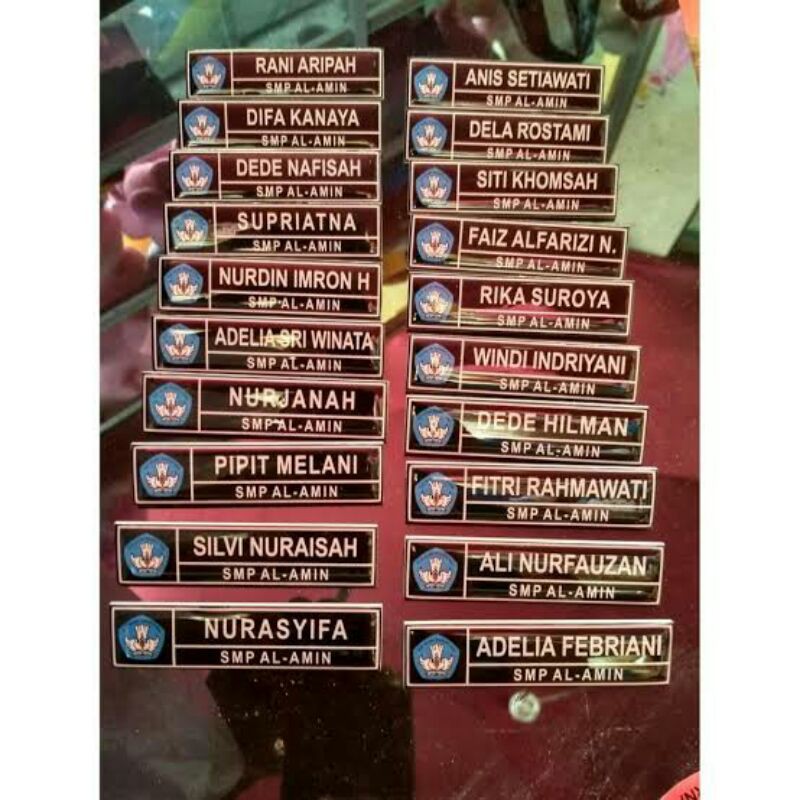 RANI ARIPAH
SMP AL-AMIN
DIFA KANAYA
SMP AL-AMIN
DEDE NAFISAH
SMP AL-AMIN
SUPRIATNA
SMP AL-AMIN
NURDIN IMRON H
SMP AL-AMIN
ADELIA SRI WINATA
SMP AL-AMIN
NURJANAH
SMP AL-AMIN
PIPIT MELANI
SMP AL-AMIN
SILVI NURAISAH
SMP AL-AMIN
NURASYIFA
SMP AL-AMIN
ANIS SETIAWATI
SMP AL-AMIN
DELA ROSTAMI
SMP AL-AMIN
SITI KHOMSAH
SMP AL-AMIN
FAIZ ALFARIZI N.
SMP AL-AMIN
RIKA SUROYA
SMP AL-AMIN
WINDI INDRIYANI
SMP AL-AMIN
DEDE HILMAN
SMP AL-AMIN
FITRI RAHMAWATI
SMP AL-AMIN
ALI NURFAUZAN
SMP AL-AMIN
ADELIA FEBRIANI
SMP AL-AMIN